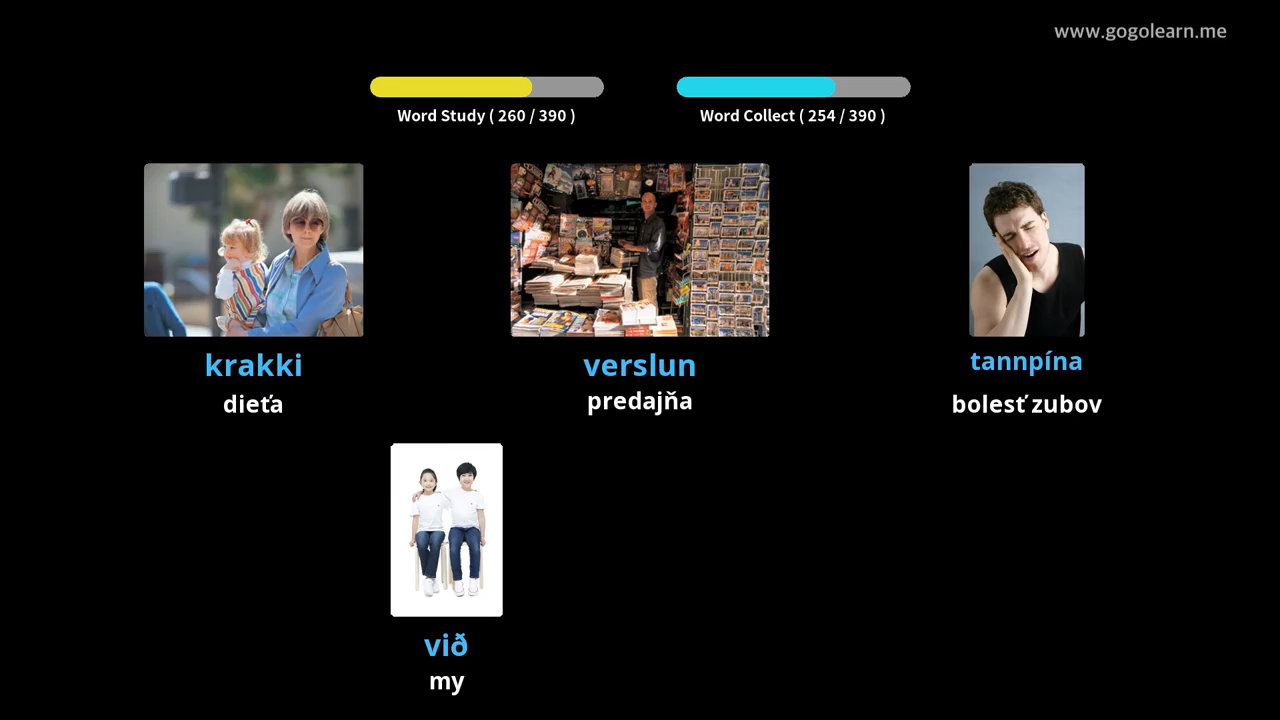 www.gogolearn.me
Word Study ( 260 / 390 )
Word Collect ( 254 / 390 )
krakki
dieťa
verslun
predajňa
tannpína
bolesť zubov
við
my